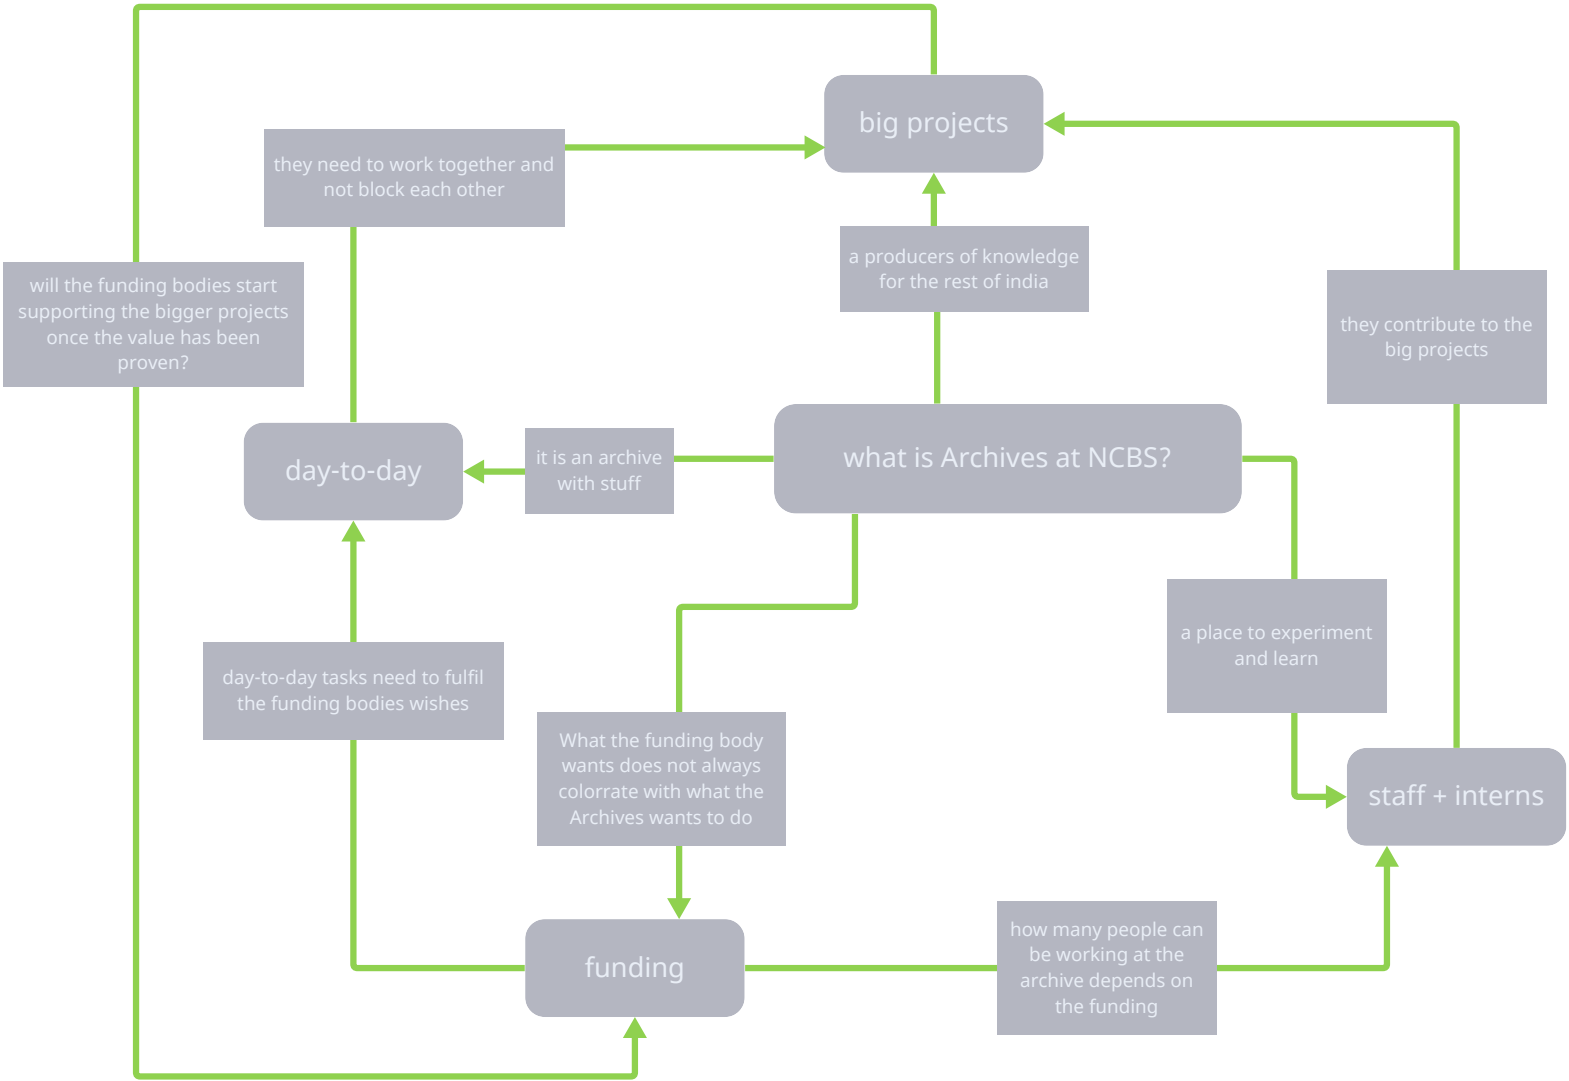 big projects
they need to work together and
not block each other
a producers of knowledge
for the rest of india
will the funding bodies start
supporting the bigger projects
once the value has been
proven?
they contribute to the
big projects
day-to-day
it is an archive
with stuff
what is Archives at NCBS?
a place to experiment
and learn
day-to-day tasks need to fulfil
the funding bodies wishes
What the funding body
wants does not always
colorrate with what the
Archives wants to do
staff + interns
funding
how many people can
be working at the
archive depends on
the funding